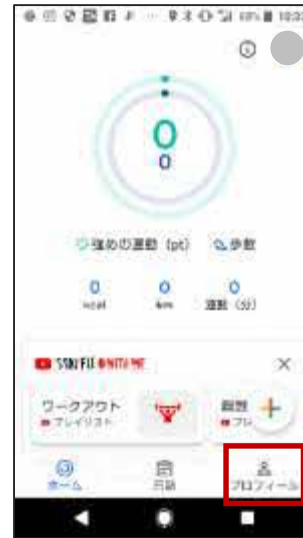 0
0
強めの運動 (pt) 歩数
0 0 0
kcal km 運動 (分)
ワークアウト 瞑想
プレイリスト
ホーム 日誌 プロフィール